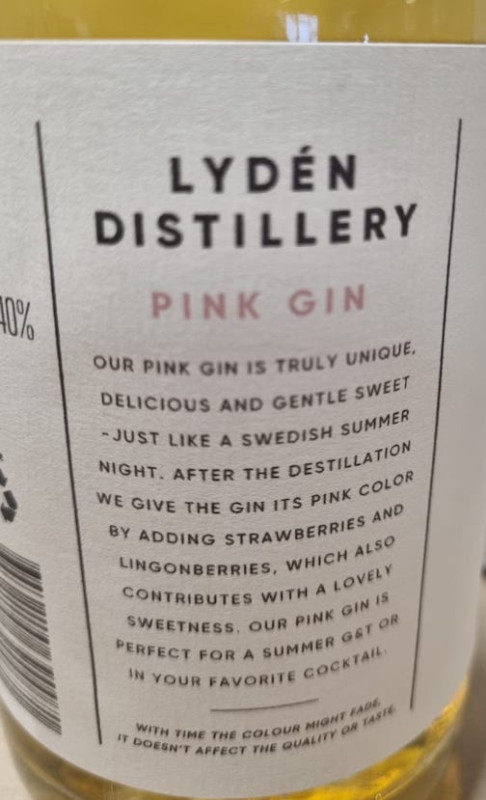 LYDÉN
DISTILLERY
PINK GIN
40%
OUR PINK GIN IS TRULY UNIQUE,
DELICIOUS AND GENTLE SWEET
-JUST LIKE A SWEDISH SUMMER
NIGHT. AFTER THE DESTILLATION
WE GIVE THE GIN ITS PINK COLOR
BY ADDING STRAWBERRIES AND
LINGONBERRIES, WHICH ALSO
CONTRIBUTES WITH A LOVELY
SWEETNESS. OUR PINK GIN IS
PERFECT FOR A SUMMER G&T OR
IN YOUR FAVORITE COCKTAIL.
WITH TIME THE COLOUR MIGHT FADE,
IT DOESN'T AFFECT THE QUALITY OR TASTE.